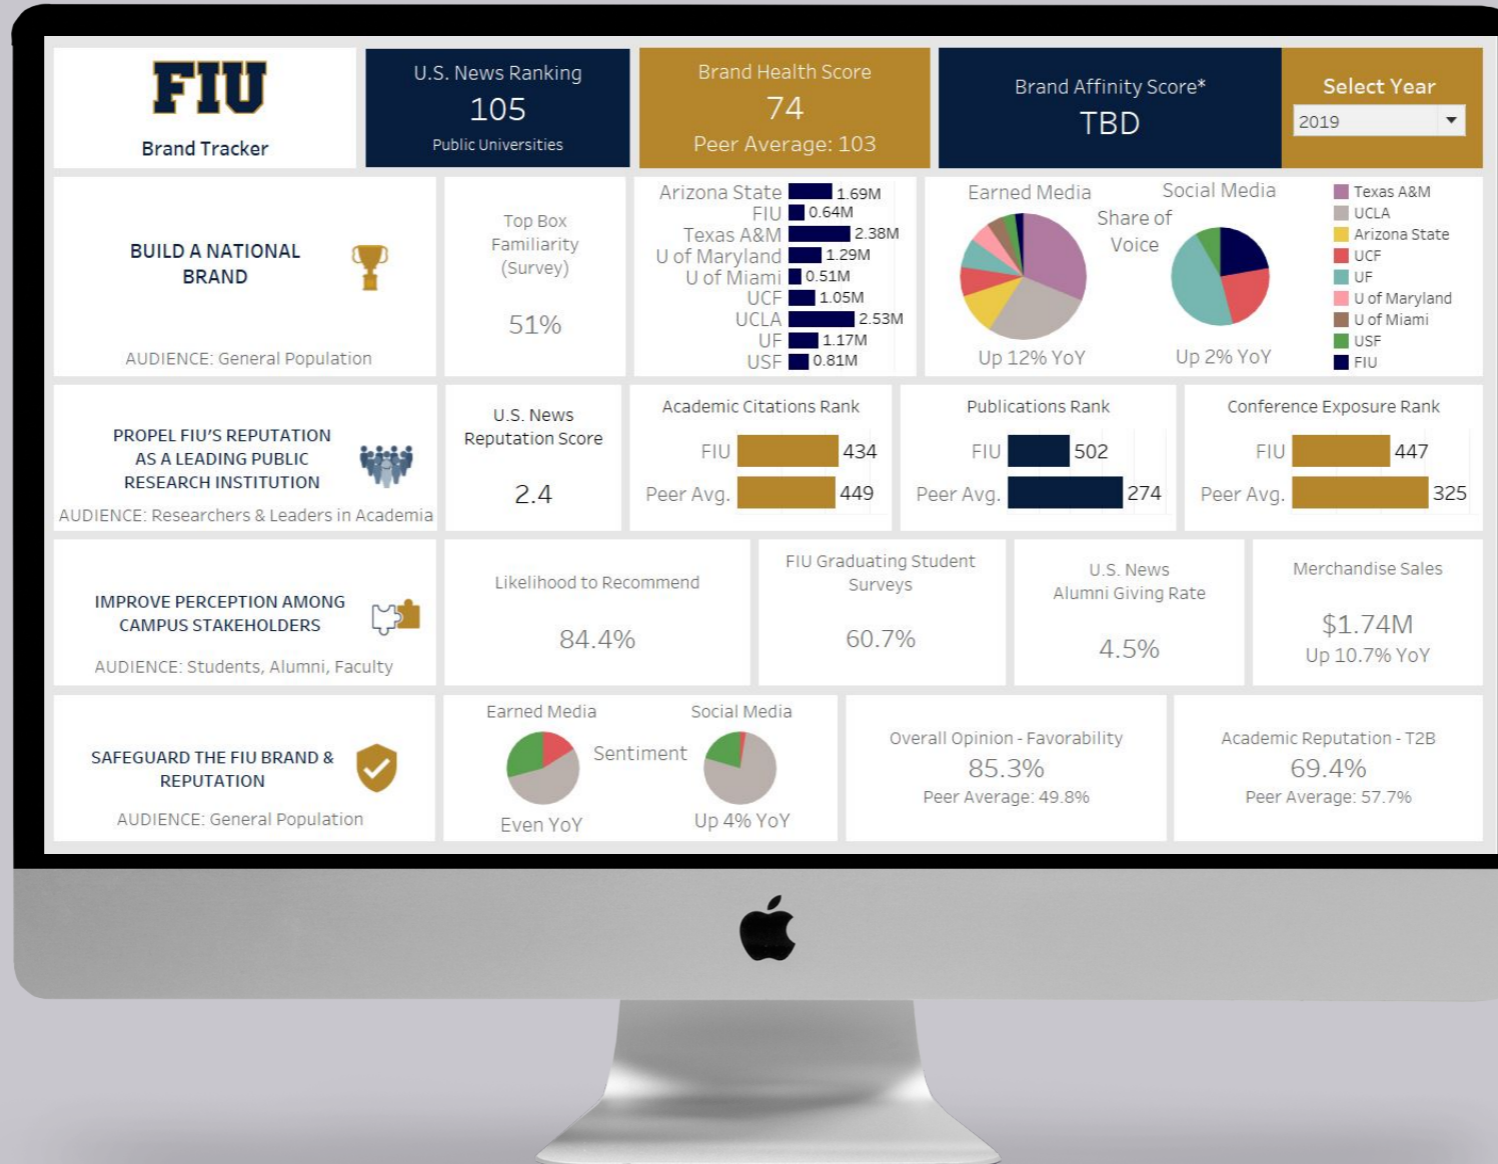 FIU
Brand Tracker
U.S. News Ranking
105
Public Universities
Brand Health Score
74
Peer Average: 103
Brand Affinity Score*
TBD
Select Year
2019
BUILD A NATIONAL
BRAND
AUDIENCE: General Population
Top Box
Familiarity
(Survey)
51%
Arizona State 1.69M
FIU 0.64M
Texas A&M 2.38M
U of Maryland 1.29M
U of Miami 0.51M
UCF 1.05M
UCLA 2.53M
UF 1.17M
USF 0.81M
Earned Media
Social Media
Share of
Voice
Up 12% YoY
Up 2% YoY
Texas A&M
UCLA
Arizona State
UCF
UF
U of Maryland
U of Miami
USF
FIU
PROPEL FIU'S REPUTATION
AS A LEADING PUBLIC
RESEARCH INSTITUTION
AUDIENCE: Researchers & Leaders in Academia
U.S. News
Reputation Score
2.4
Academic Citations Rank
FIU 434
Peer Avg. 449
Publications Rank
FIU 502
Peer Avg. 274
Conference Exposure Rank
FIU 447
Peer Avg. 325
IMPROVE PERCEPTION AMONG
CAMPUS STAKEHOLDERS
AUDIENCE: Students, Alumni, Faculty
Likelihood to Recommend
84.4%
FIU Graduating Student
Surveys
60.7%
U.S. News
Alumni Giving Rate
4.5%
Merchandise Sales
$1.74M
Up 10.7% YoY
SAFEGUARD THE FIU BRAND &
REPUTATION
AUDIENCE: General Population
Earned Media
Social Media
Sentiment
Even YoY
Up 4% YoY
Overall Opinion - Favorability
85.3%
Peer Average: 49.8%
Academic Reputation - T2B
69.4%
Peer Average: 57.7%